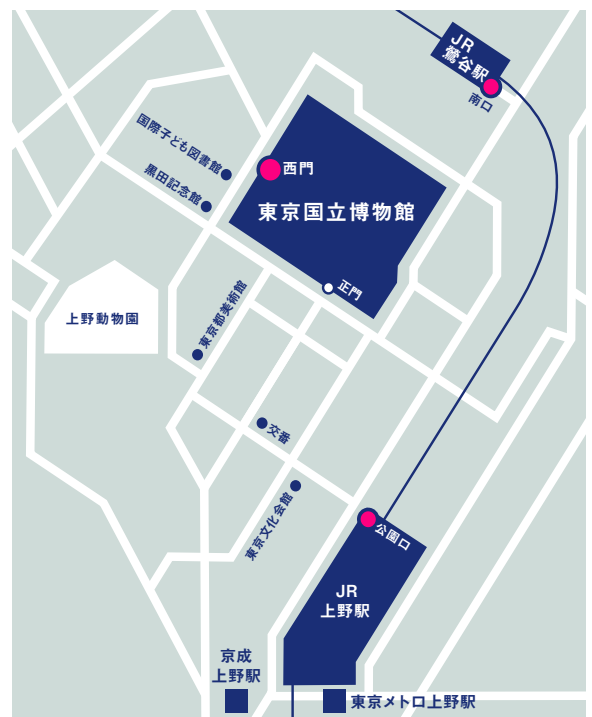 JR
鶯谷駅
南口
国際子ども図書館
黒田記念館
西門
東京国立博物館
正門
上野動物園
東京都美術館
交番
東京文化会館
公園口
JR
上野駅
京成
上野駅
東京メトロ上野駅